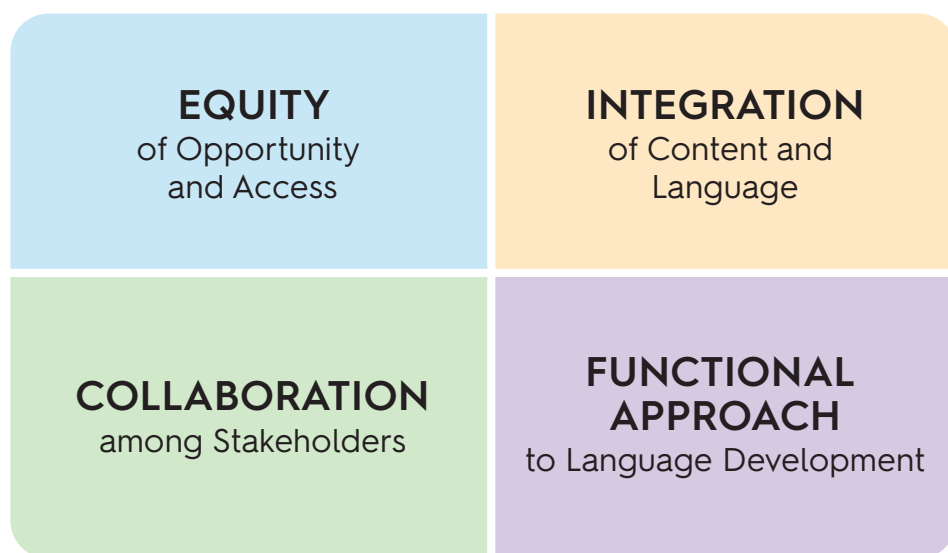 EQUITY
of Opportunity
and Access
INTEGRATION
of Content and
Language
COLLABORATION
among Stakeholders
FUNCTIONAL
APPROACH
to Language Development